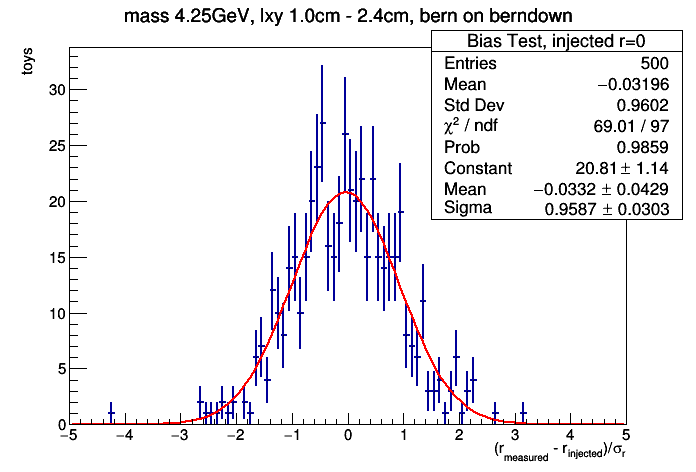 mass 4.25GeV, lxy 1.0cm - 2.4cm, bern on berndown
Bias Test, injected r=0
Entries 500
Mean −0.03196
Std Dev 0.9602
χ² / ndf 69.01 / 97
Prob 0.9859
Constant 20.81 ± 1.14
Mean −0.0332 ± 0.0429
Sigma 0.9587 ± 0.0303
toys
30
25
20
15
10
5
0
−5 −4 −3 −2 −1 0 1 2 3 4 5
(r_measured - r_injected)/σ_r